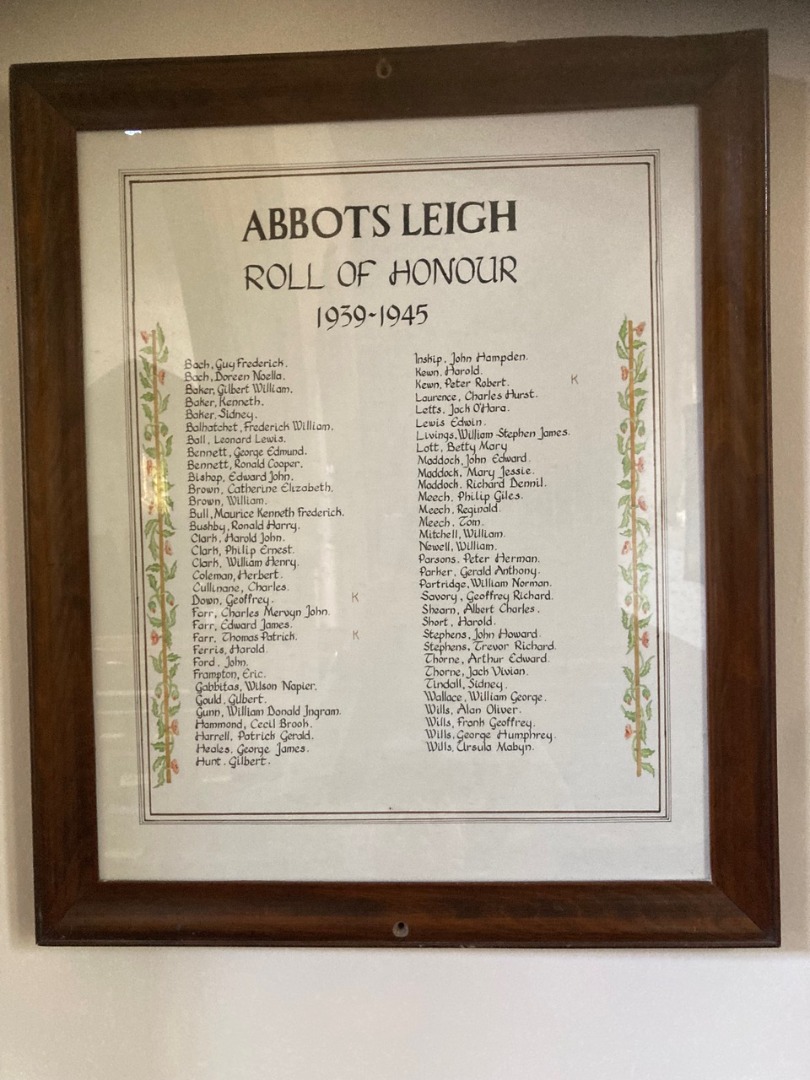 ABBOTS LEIGH
ROLL OF HONOUR
1939-1945
Bach, Guy Frederick.
Bach, Doreen Noella.
Baker, Gilbert William.
Baker, Kenneth.
Baker, Sidney.
Balhatchet, Frederick William.
Ball, Leonard Lewis.
Bennett, George Edmund.
Bennett, Ronald Cooper.
Bishop, Edward John.
Brown, Catherine Elizabeth.
Brown, William.
Bull, Maurice Kenneth Frederick.
Bushby, Ronald Harry.
Clark, Harold John.
Clark, Philip Ernest.
Clark, William Henry.
Coleman, Herbert.
Cullinane, Charles.
Down, Geoffrey. K
Farr, Charles Mervyn John.
Farr, Edward James.
Farr, Thomas Patrick. K
Ferris, Harold.
Ford, John.
Frampton, Eric.
Gabbitas, Wilson Napier.
Gould, Gilbert.
Gunn, William Donald Ingram.
Hammond, Cecil Brook.
Harrell, Patrick Gerald.
Heales, George James.
Hunt, Gilbert.
Inskip, John Hampden.
Kewn, Harold.
Kewn, Peter Robert. K
Laurence, Charles Hurst.
Letts, Jack O'Hara.
Lewis Edwin.
Livings, William Stephen James.
Lott, Betty Mary
Maddock, John Edward.
Maddock, Mary Jessie.
Maddock, Richard Dennil.
Meech, Philip Giles.
Meech, Reginald.
Meech, Tom.
Mitchell, William.
Newell, William.
Parsons, Peter Herman.
Parker, Gerald Anthony.
Partridge, William Norman.
Savory, Geoffrey Richard.
Shearn, Albert Charles.
Short, Harold.
Stephens, John Howard.
Stephens, Trevor Richard.
Thorne, Arthur Edward.
Thorne, Jack Vivian.
Tindall, Sidney.
Wallace, William George.
Wills, Alan Oliver.
Wills, Frank Geoffrey.
Wills, George Humphrey.
Wills, Ursula Mabyn.